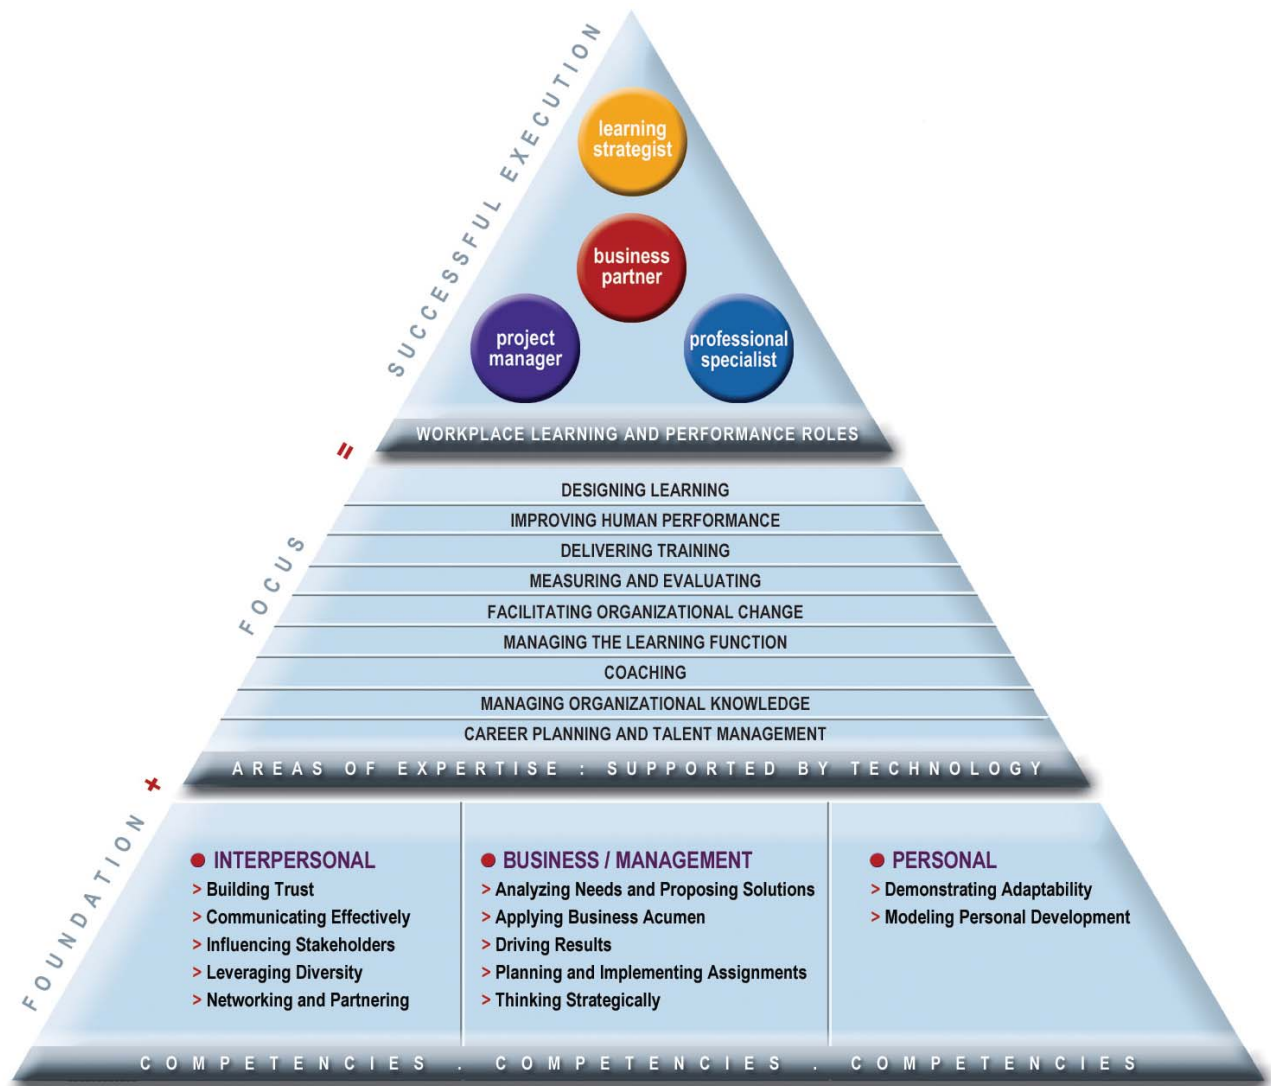 SUCCESSFUL EXECUTION
learning
strategist
business
partner
project
manager
professional
specialist
WORKPLACE LEARNING AND PERFORMANCE ROLES
=
FOCUS
DESIGNING LEARNING
IMPROVING HUMAN PERFORMANCE
DELIVERING TRAINING
MEASURING AND EVALUATING
FACILITATING ORGANIZATIONAL CHANGE
MANAGING THE LEARNING FUNCTION
COACHING
MANAGING ORGANIZATIONAL KNOWLEDGE
CAREER PLANNING AND TALENT MANAGEMENT
AREAS OF EXPERTISE : SUPPORTED BY TECHNOLOGY
+
FOUNDATION
INTERPERSONAL
> Building Trust
> Communicating Effectively
> Influencing Stakeholders
> Leveraging Diversity
> Networking and Partnering
BUSINESS / MANAGEMENT
> Analyzing Needs and Proposing Solutions
> Applying Business Acumen
> Driving Results
> Planning and Implementing Assignments
> Thinking Strategically
PERSONAL
> Demonstrating Adaptability
> Modeling Personal Development
COMPETENCIES . COMPETENCIES . COMPETENCIES